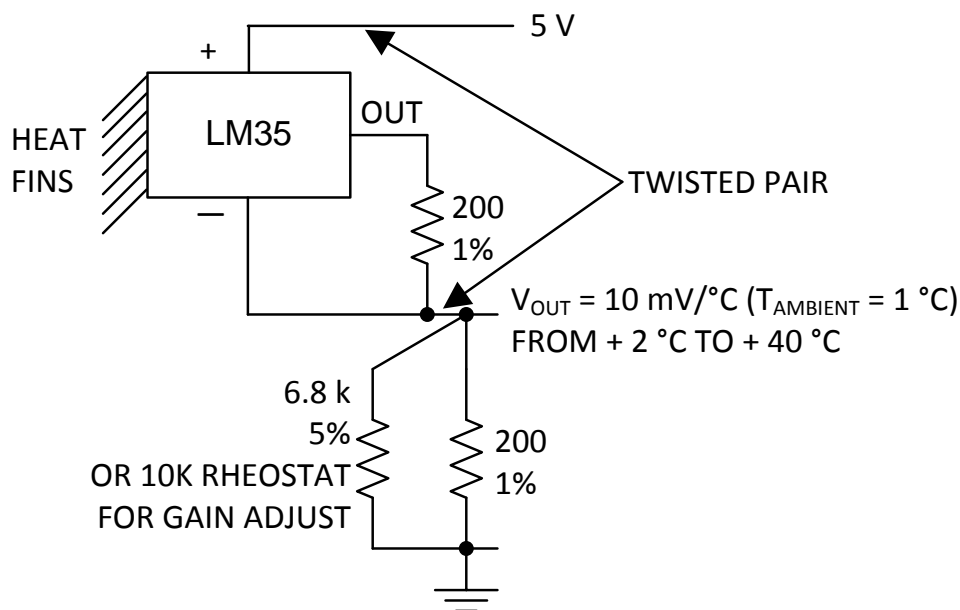 5 V
+
HEAT
FINS
LM35
OUT
—
200
1%
TWISTED PAIR
V_OUT = 10 mV/°C (T_AMBIENT = 1 °C)
FROM + 2 °C TO + 40 °C
6.8 k
5%
OR 10K RHEOSTAT
FOR GAIN ADJUST
200
1%